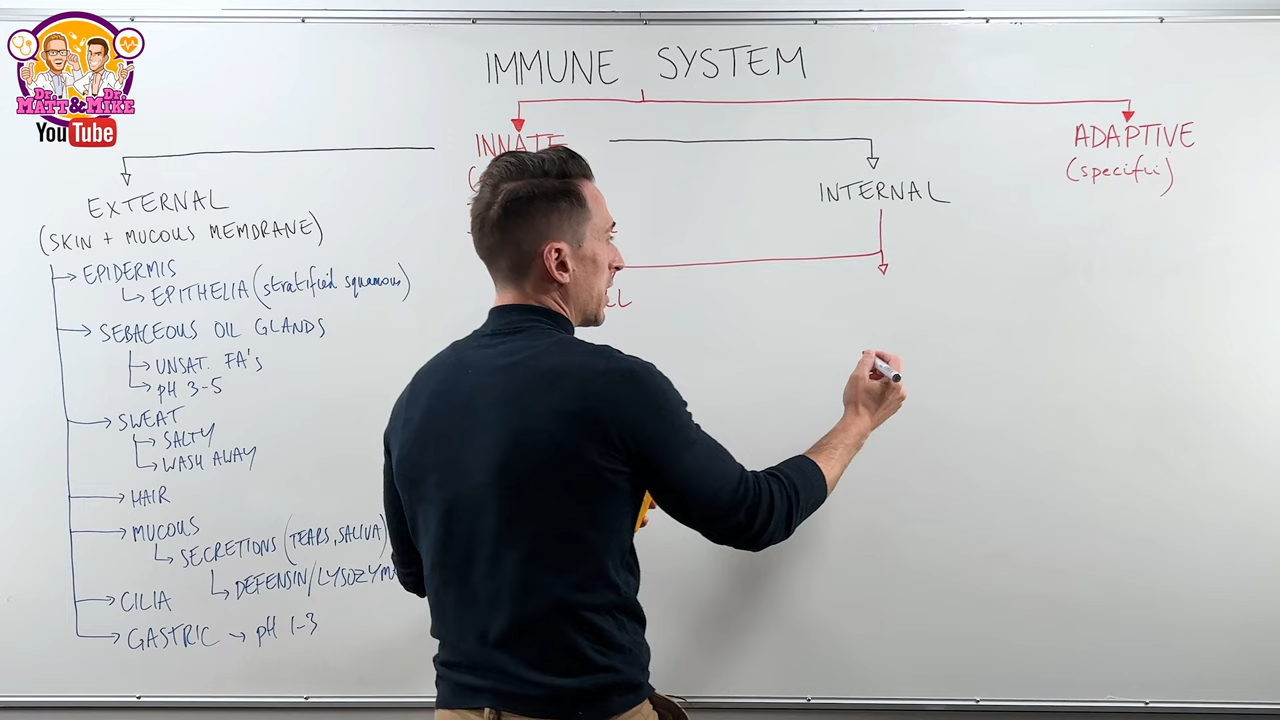 Dr. Dr.
MATT & MIKE
YouTube
IMMUNE SYSTEM
INNATE
ADAPTIVE
(specific)
EXTERNAL
(SKIN + MUCOUS MEMBRANE)
EPIDERMIS
EPITHELIA (stratified squamous)
SEBACEOUS OIL GLANDS
UNSAT. FA's
pH 3-5
SWEAT
SALTY
WASH AWAY
HAIR
MUCOUS
SECRETIONS (TEARS, SALIVA)
DEFENSIN/LYSOZYM
CILIA
GASTRIC → pH 1-3
INTERNAL